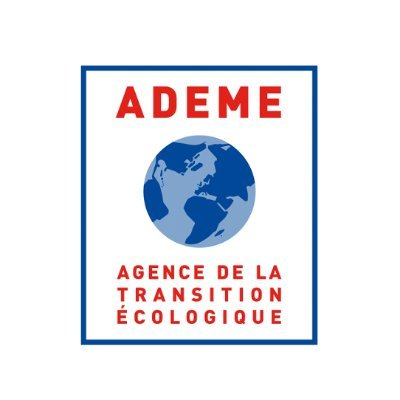 ADEME
AGENCE DE LA
TRANSITION
ÉCOLOGIQUE